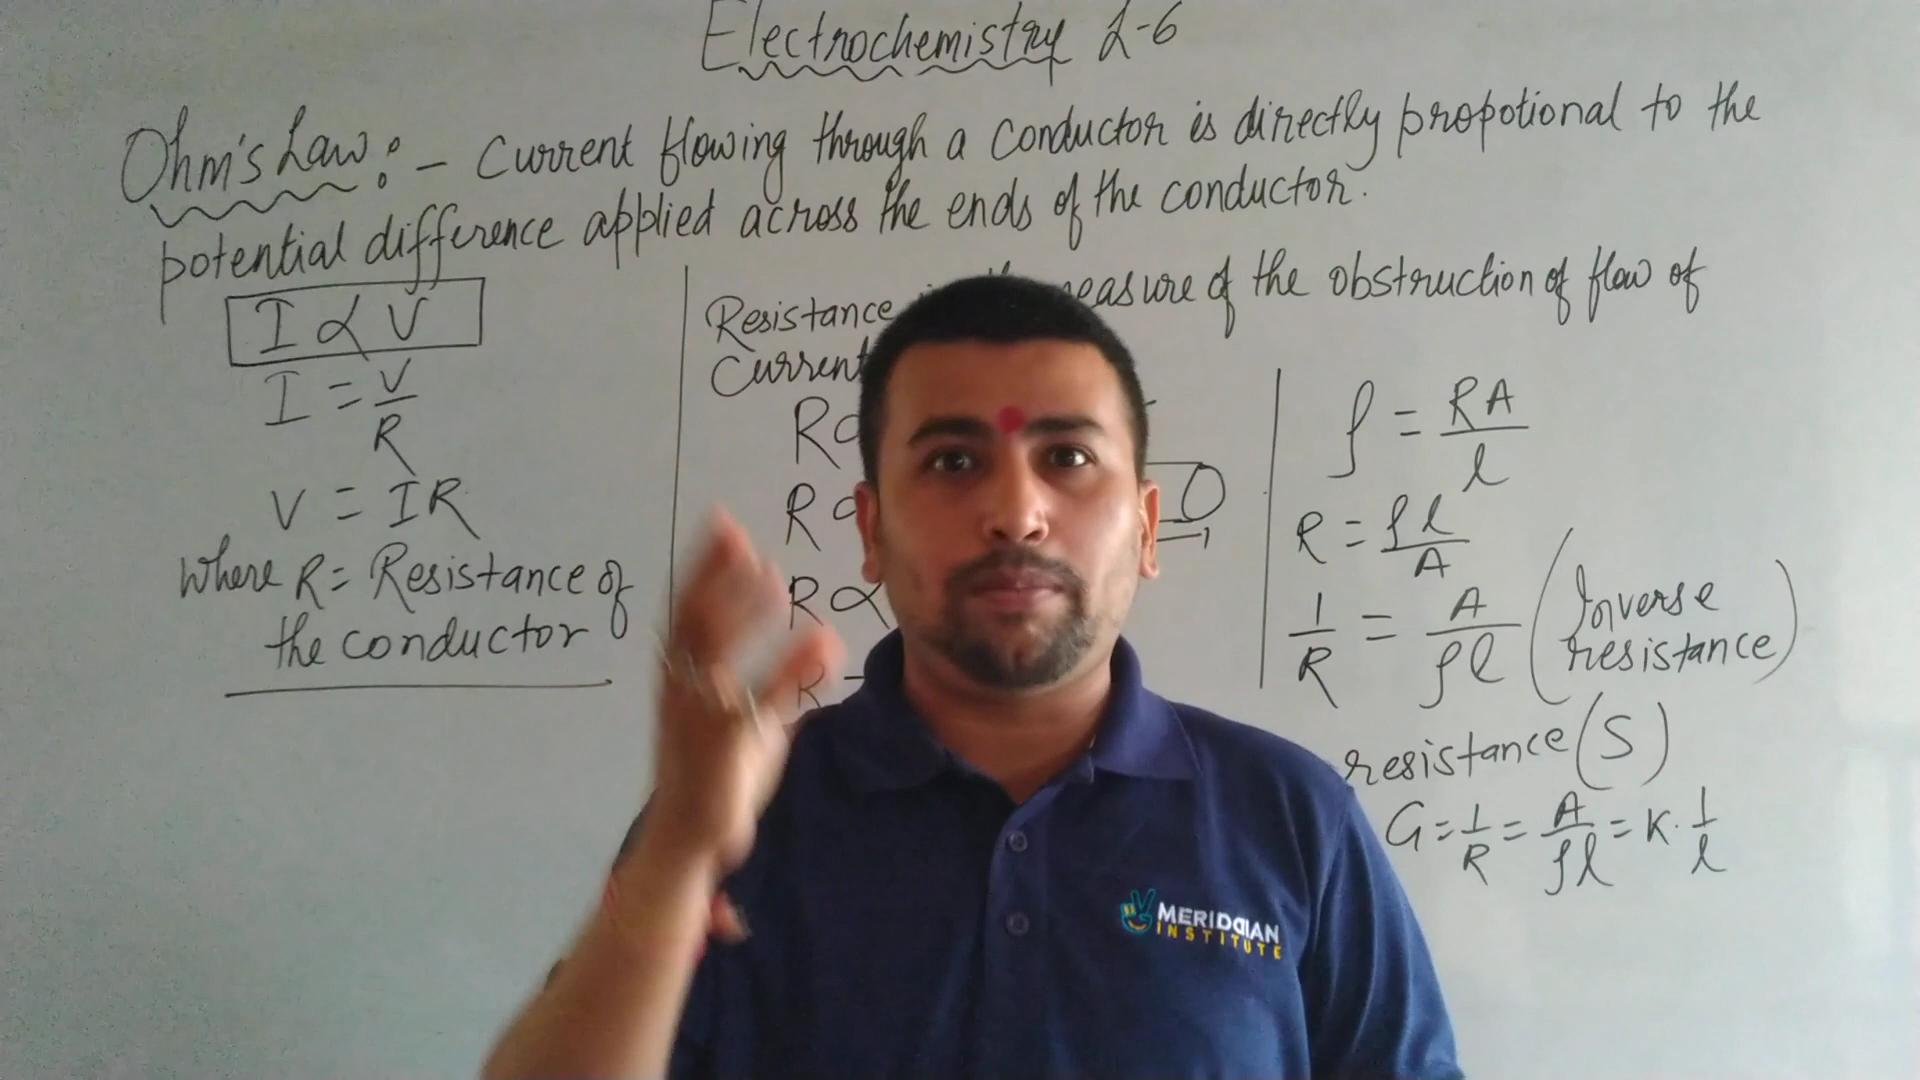 Electrochemistry L-6
Ohm's Law :- Current flowing through a conductor is directly propotional to the
potential difference applied across the ends of the conductor.
I ∝ V
I = V/R
V = IR
Where R = Resistance of
the conductor
Resistance measure of the obstruction of flow of
Current
R ∝
R ∝
R ∝
R =
ρ = RA/l
R = ρl/A
1/R = A/ρl (Inverse
resistance)
resistance (S)
G = 1/R = A/ρl = K. 1/l
MERIDIAN
INSTITUTE